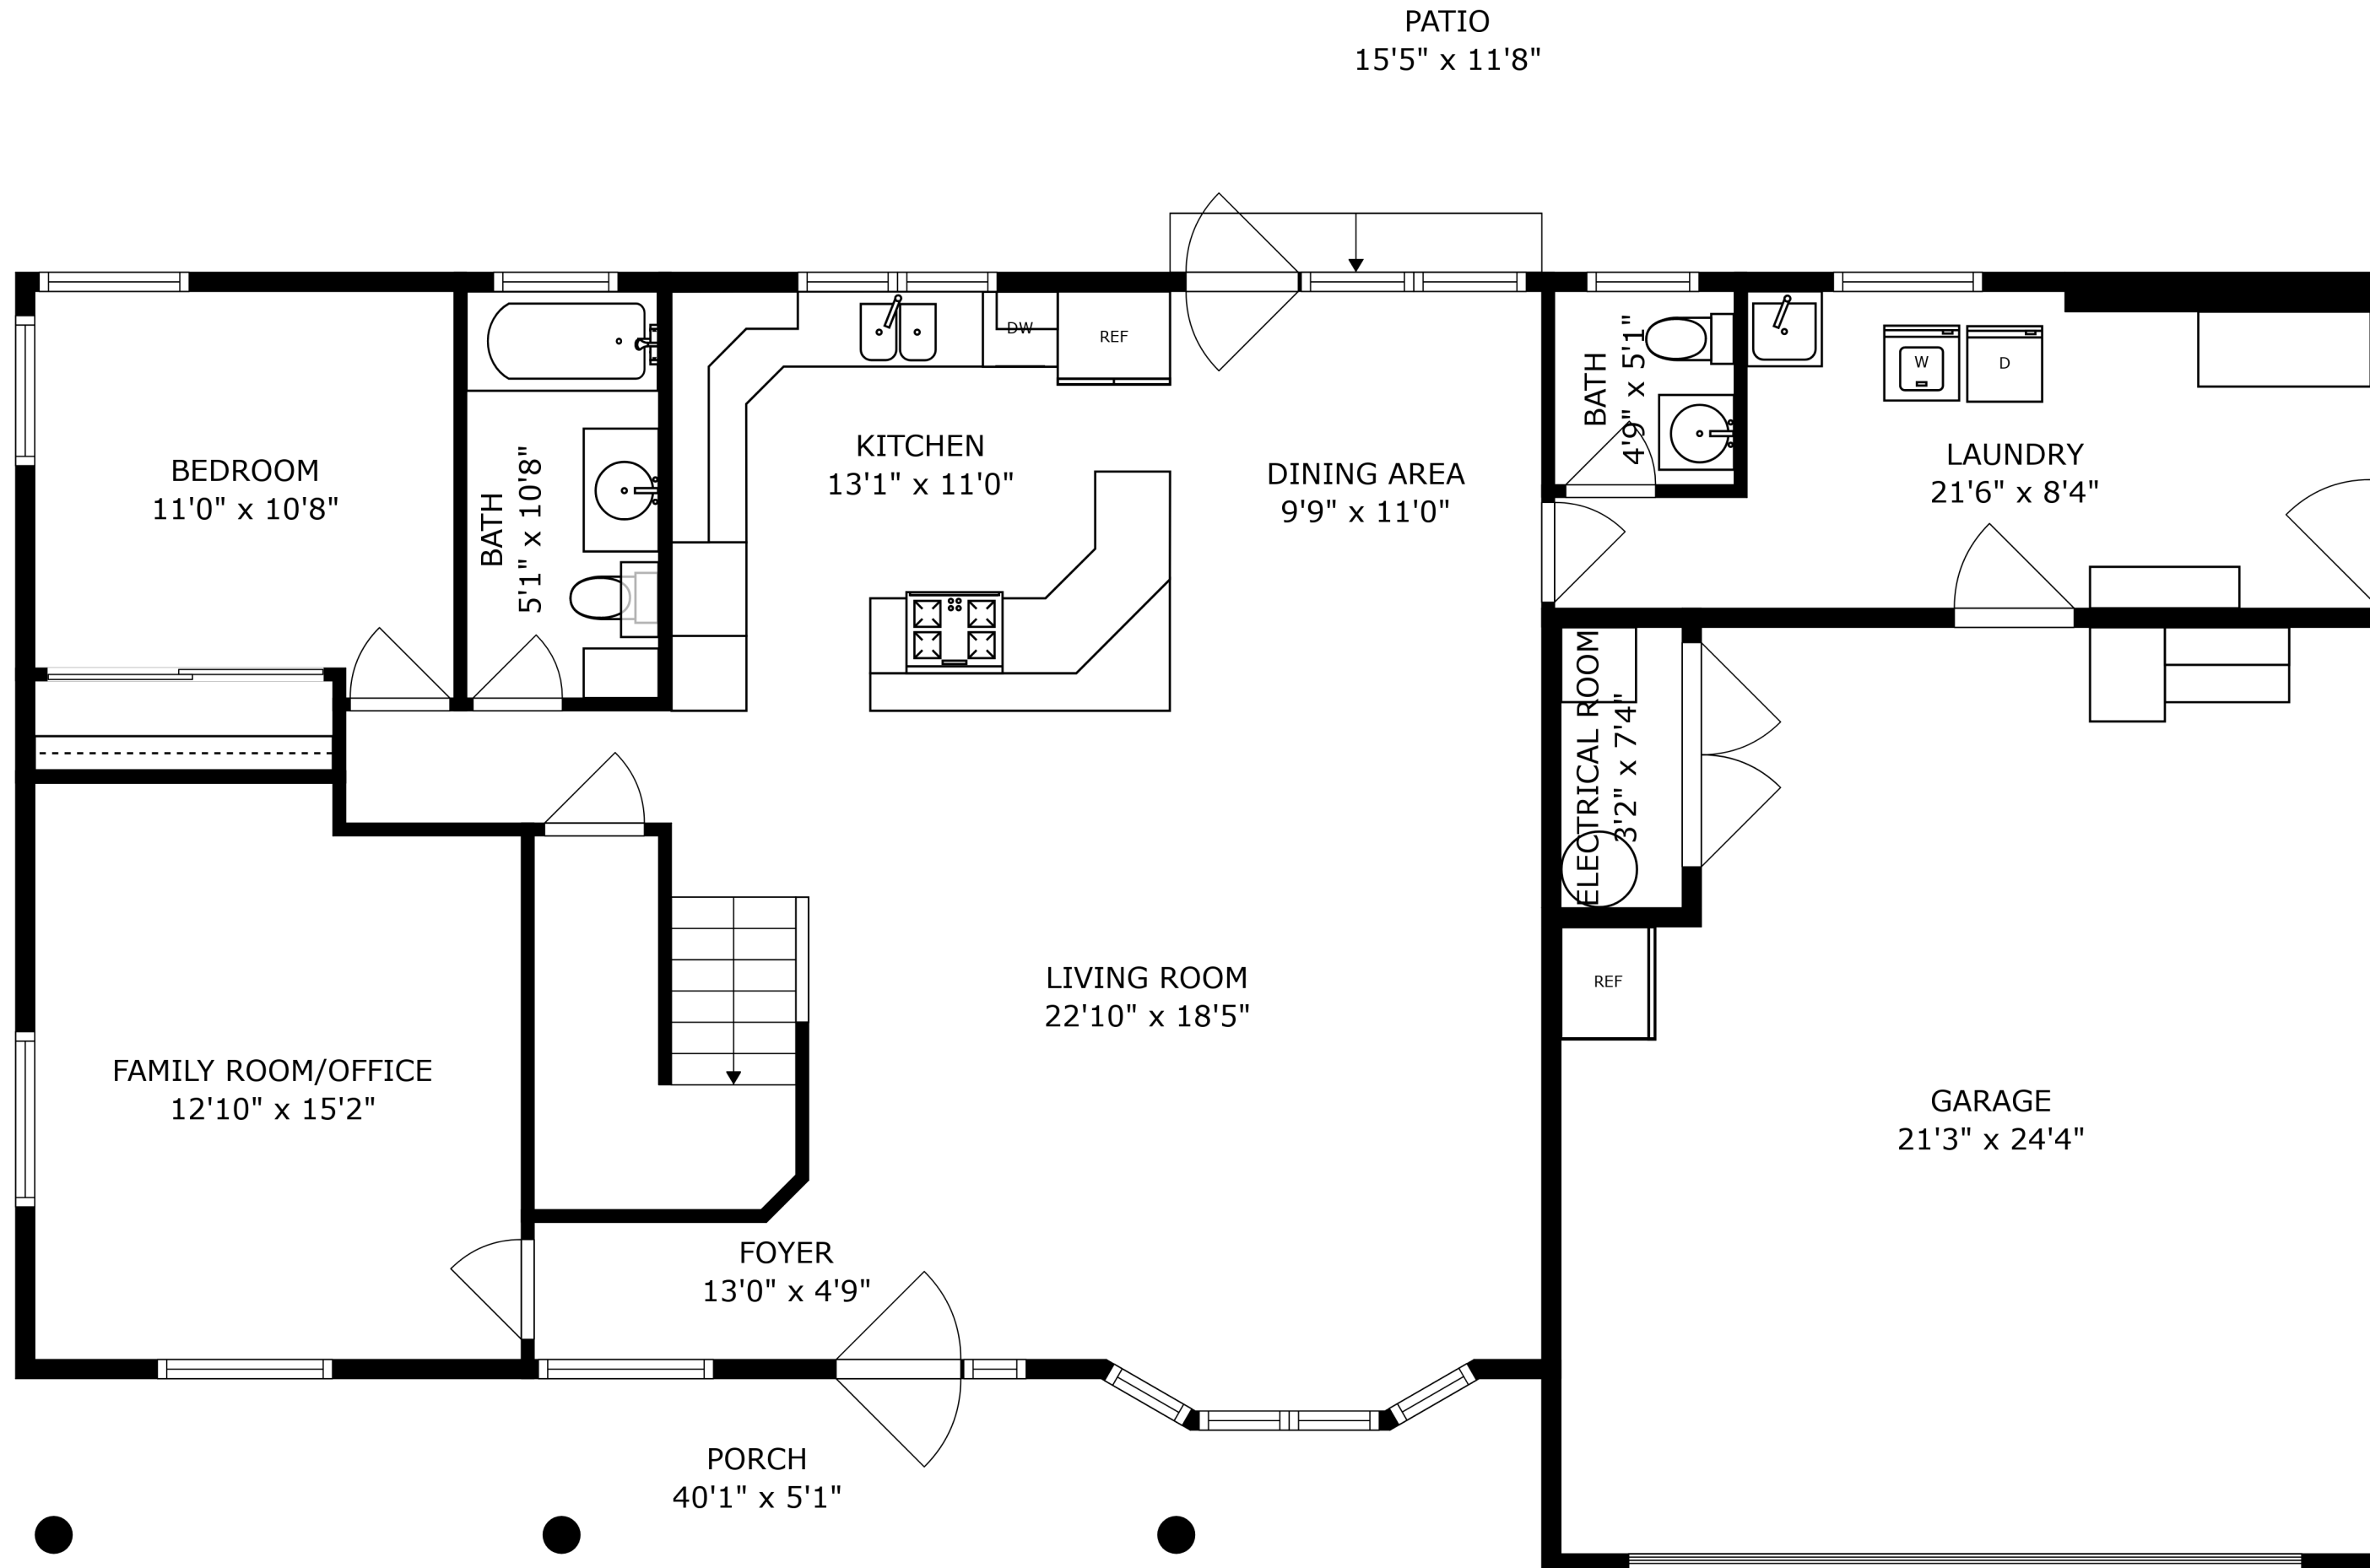 PATIO
15'5" x 11'8"
BEDROOM
11'0" x 10'8"
BATH
5'1" x 10'8"
KITCHEN
13'1" x 11'0"
DW
REF
DINING AREA
9'9" x 11'0"
BATH
4'9" x 5'1"
W
D
LAUNDRY
21'6" x 8'4"
ELECTRICAL ROOM
3'2" x 7'4"
REF
LIVING ROOM
22'10" x 18'5"
FAMILY ROOM/OFFICE
12'10" x 15'2"
GARAGE
21'3" x 24'4"
FOYER
13'0" x 4'9"
PORCH
40'1" x 5'1"